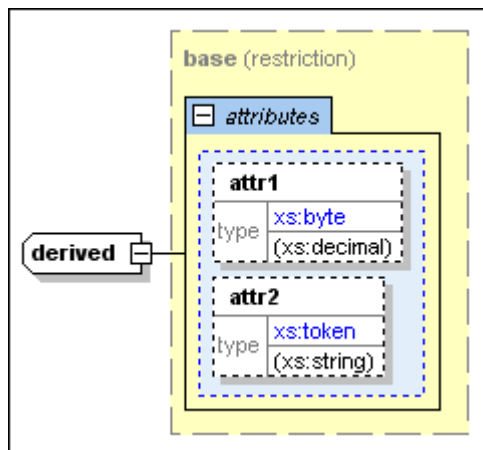 base (restriction)
attributes
attr1
type xs:byte
(xs:decimal)
derived
attr2
type xs:token
(xs:string)